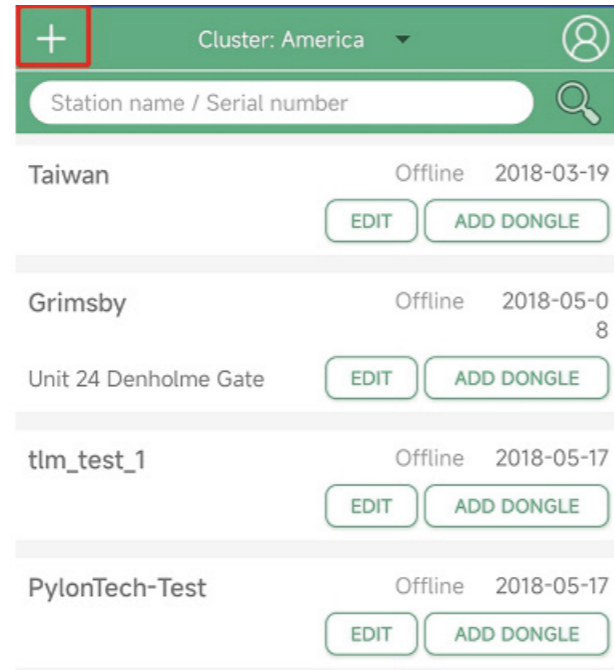 Cluster: America
Station name / Serial number
Taiwan Offline 2018-03-19
EDIT ADD DONGLE
Grimsby Offline 2018-05-0
8
Unit 24 Denholme Gate EDIT ADD DONGLE
tlm_test_1 Offline 2018-05-17
EDIT ADD DONGLE
PylonTech-Test Offline 2018-05-17
EDIT ADD DONGLE